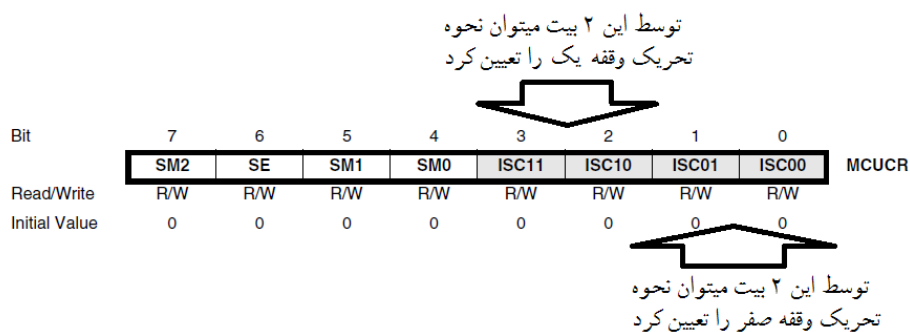 توسط این ۲ بیت میتوان نحوه
تحریک وقفه یک را تعیین کرد
Bit 7 6 5 4 3 2 1 0
SM2 SE SM1 SM0 ISC11 ISC10 ISC01 ISC00 MCUCR
Read/Write R/W R/W R/W R/W R/W R/W R/W R/W
Initial Value 0 0 0 0 0 0 0 0
توسط این ۲ بیت میتوان نحوه
تحریک وقفه صفر را تعیین کرد